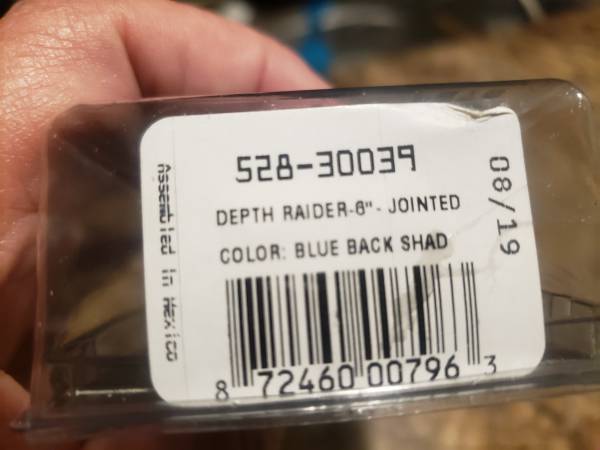 528-30039
DEPTH RAIDER-6" - JOINTED
COLOR: BLUE BACK SHAD
8 72460 00796 3
Assembled in Mexico
08/19